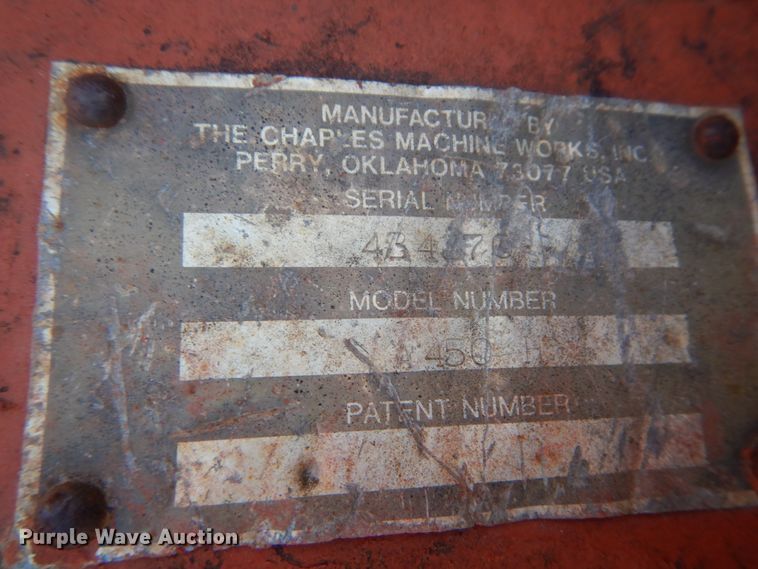 MANUFACTUR BY
THE CHARLES MACHINE WORKS, INC.
PERRY, OKLAHOMA 73077 USA
SERIAL NUMBER
MODEL NUMBER
PATENT NUMBER
Purple Wave Auction